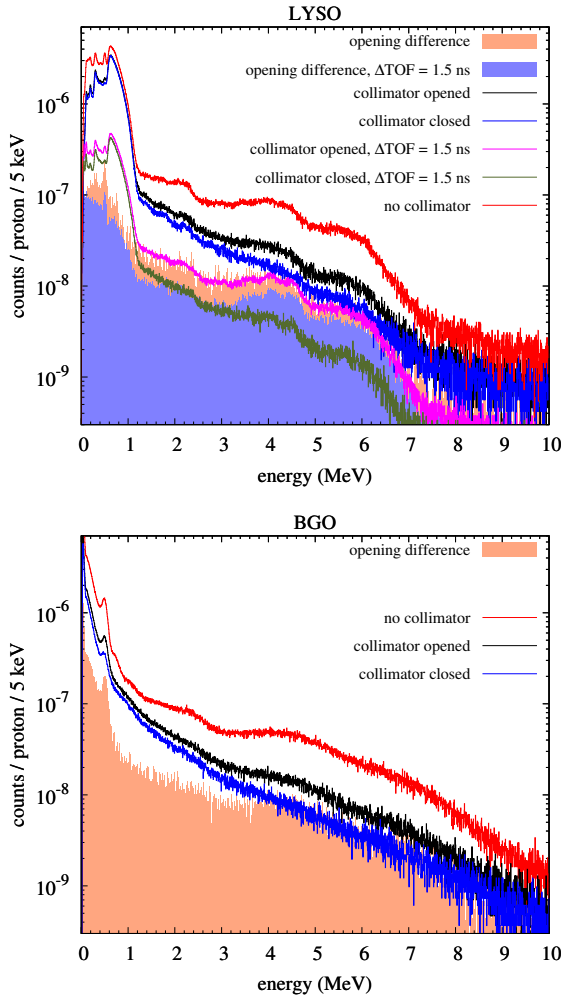 LYSO
opening difference
opening difference, ΔTOF = 1.5 ns
collimator opened
collimator closed
collimator opened, ΔTOF = 1.5 ns
collimator closed, ΔTOF = 1.5 ns
no collimator
counts / proton / 5 keV
10⁻⁶
10⁻⁷
10⁻⁸
10⁻⁹
0 1 2 3 4 5 6 7 8 9 10
energy (MeV)
BGO
opening difference
no collimator
collimator opened
collimator closed
counts / proton / 5 keV
10⁻⁶
10⁻⁷
10⁻⁸
10⁻⁹
0 1 2 3 4 5 6 7 8 9 10
energy (MeV)